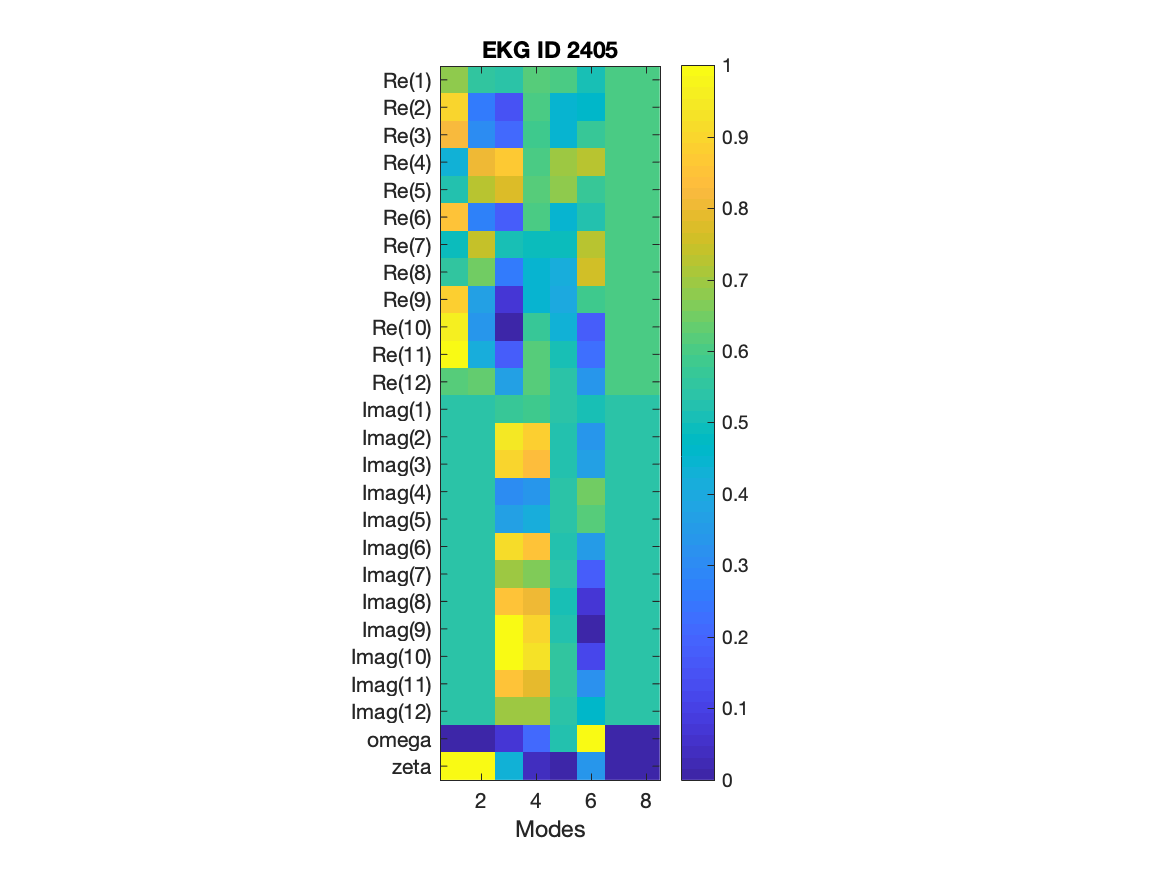 EKG ID 2405
Re(1)
Re(2)
Re(3)
Re(4)
Re(5)
Re(6)
Re(7)
Re(8)
Re(9)
Re(10)
Re(11)
Re(12)
Imag(1)
Imag(2)
Imag(3)
Imag(4)
Imag(5)
Imag(6)
Imag(7)
Imag(8)
Imag(9)
Imag(10)
Imag(11)
Imag(12)
omega
zeta
2 4 6 8
Modes
1
0.9
0.8
0.7
0.6
0.5
0.4
0.3
0.2
0.1
0